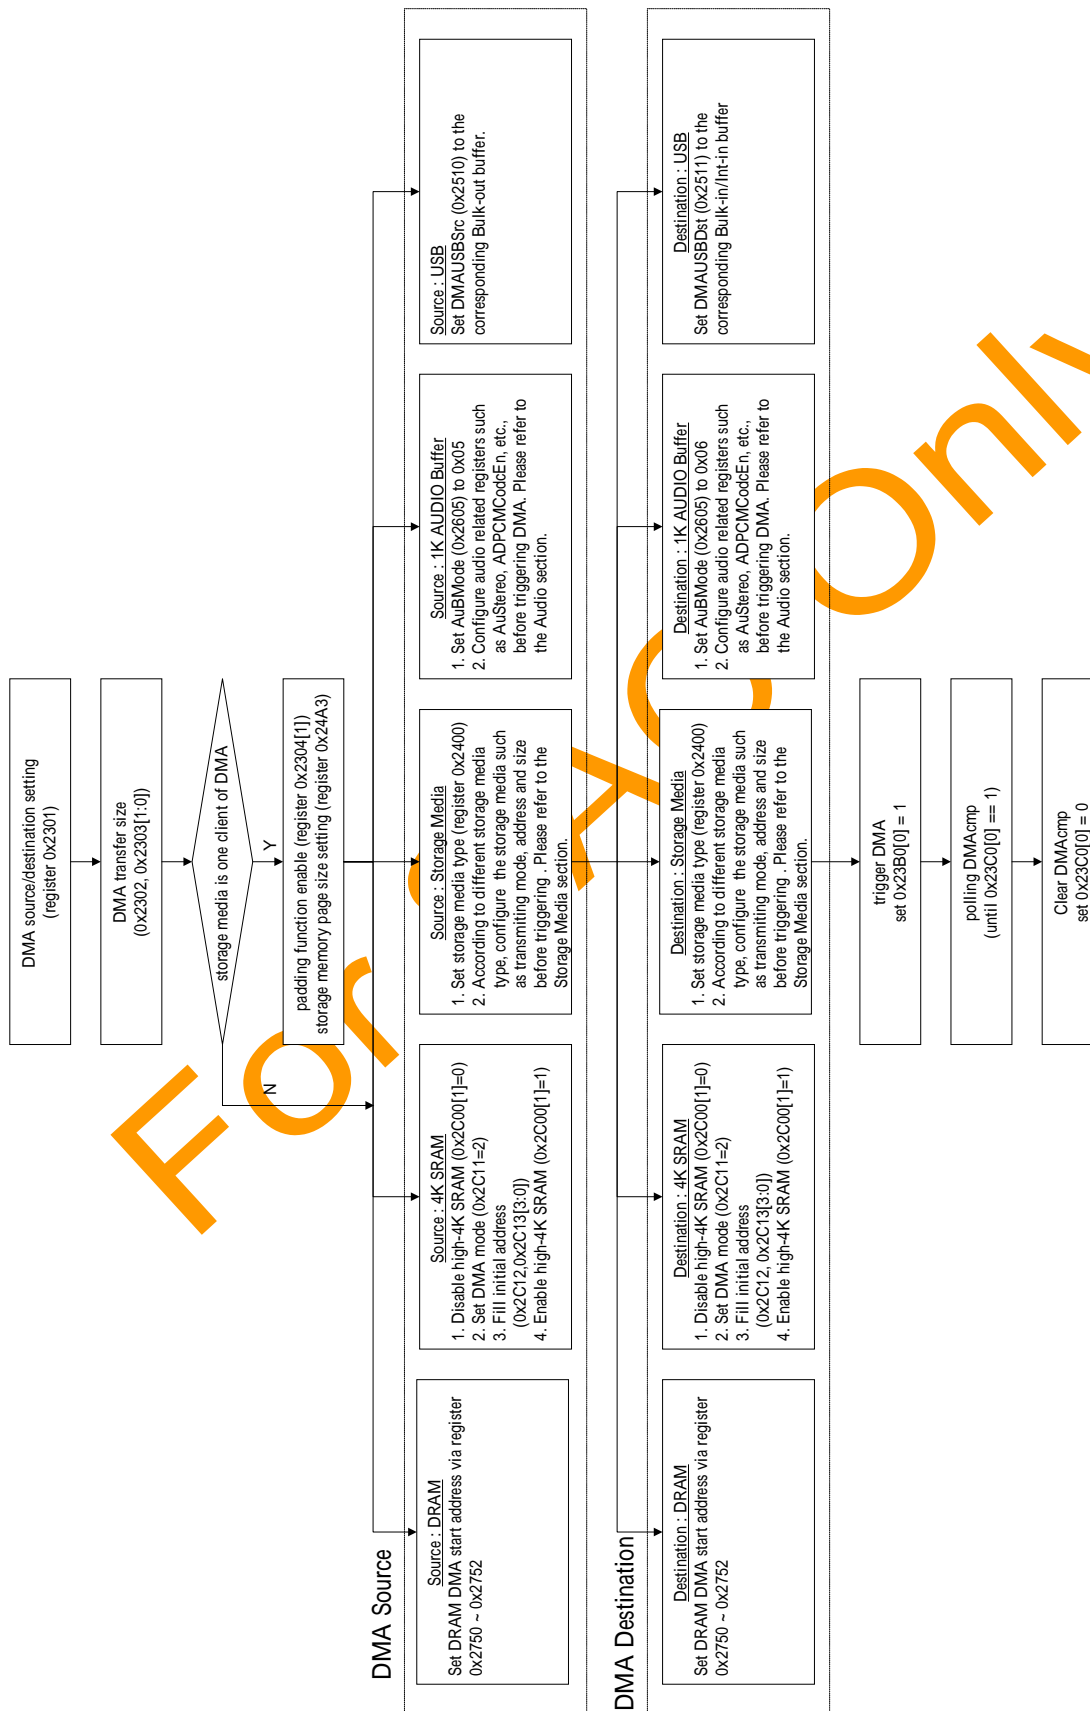 DMA source/destination setting
(register 0x2301)
DMA transfer size
(0x2302, 0x2303[1:0])
storage media is one client of DMA
N
Y
padding function enable (register 0x2304[1])
storage memory page size setting (register 0x24A3)
DMA Source
Source : DRAM
Set DRAM DMA start address via register
0x2750 ~ 0x2752
Source : 4K SRAM
1. Disable high-4K SRAM (0x2C00[1]=0)
2. Set DMA mode (0x2C11=2)
3. Fill initial address
(0x2C12,0x2C13[3:0])
4. Enable high-4K SRAM (0x2C00[1]=1)
Source : Storage Media
1. Set storage media type (register 0x2400)
2. According to different storage media
type, configure the storage media such
as transmiting mode, address and size
before triggering . Please refer to the
Storage Media section.
Source : 1K AUDIO Buffer
1. Set AuBMode (0x2605) to 0x05
2. Configure audio related registers such
as AuStereo, ADPCMCodcEn, etc.,
before triggering DMA. Please refer to
the Audio section.
Source : USB
Set DMAUSBSrc (0x2510) to the
corresponding Bulk-out buffer.
DMA Destination
Destination : DRAM
Set DRAM DMA start address via register
0x2750 ~ 0x2752
Destination : 4K SRAM
1. Disable high-4K SRAM (0x2C00[1]=0)
2. Set DMA mode (0x2C11=2)
3. Fill initial address
(0x2C12, 0x2C13[3:0])
4. Enable high-4K SRAM (0x2C00[1]=1)
Destination : Storage Media
1. Set storage media type (register 0x2400)
2. According to different storage media
type, configure the storage media such
as transmiting mode, address and size
before triggering . Please refer to the
Storage Media section.
Destination : 1K AUDIO Buffer
1. Set AuBMode (0x2605) to 0x06
2. Configure audio related registers such
as AuStereo, ADPCMCodcEn, etc.,
before triggering DMA. Please refer to
the Audio section.
Destination : USB
Set DMAUSBDst (0x2511) to the
corresponding Bulk-in/Int-in buffer
trigger DMA
set 0x23B0[0] = 1
polling DMAcmp
(until 0x23C0[0] == 1)
Clear DMAcmp
set 0x23C0[0] = 0
For Only